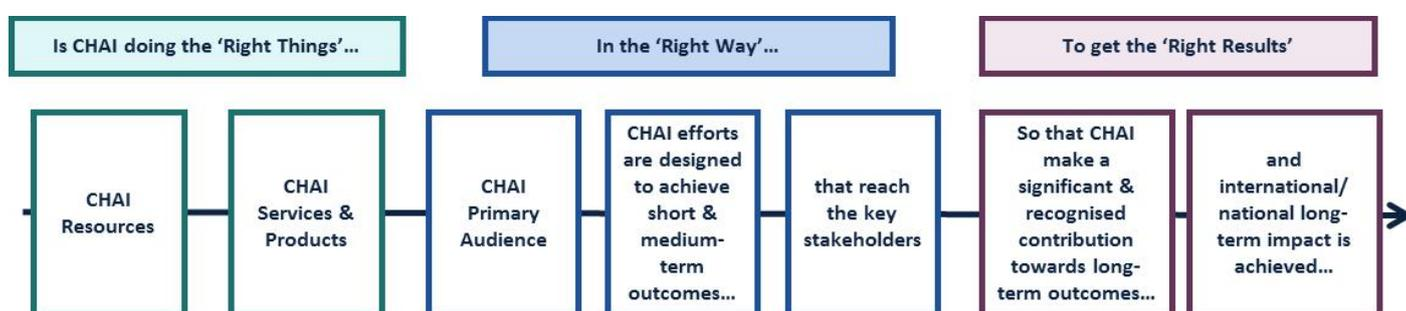 Is CHAI doing the ‘Right Things’…
In the ‘Right Way’…
To get the ‘Right Results’
CHAI
Resources
CHAI
Services &
Products
CHAI
Primary
Audience
CHAI efforts
are designed
to achieve
short &
medium-
term
outcomes…
that reach
the key
stakeholders
So that CHAI
make a
significant &
recognised
contribution
towards long-
term outcomes…
and
international/
national long-
term impact is
achieved…